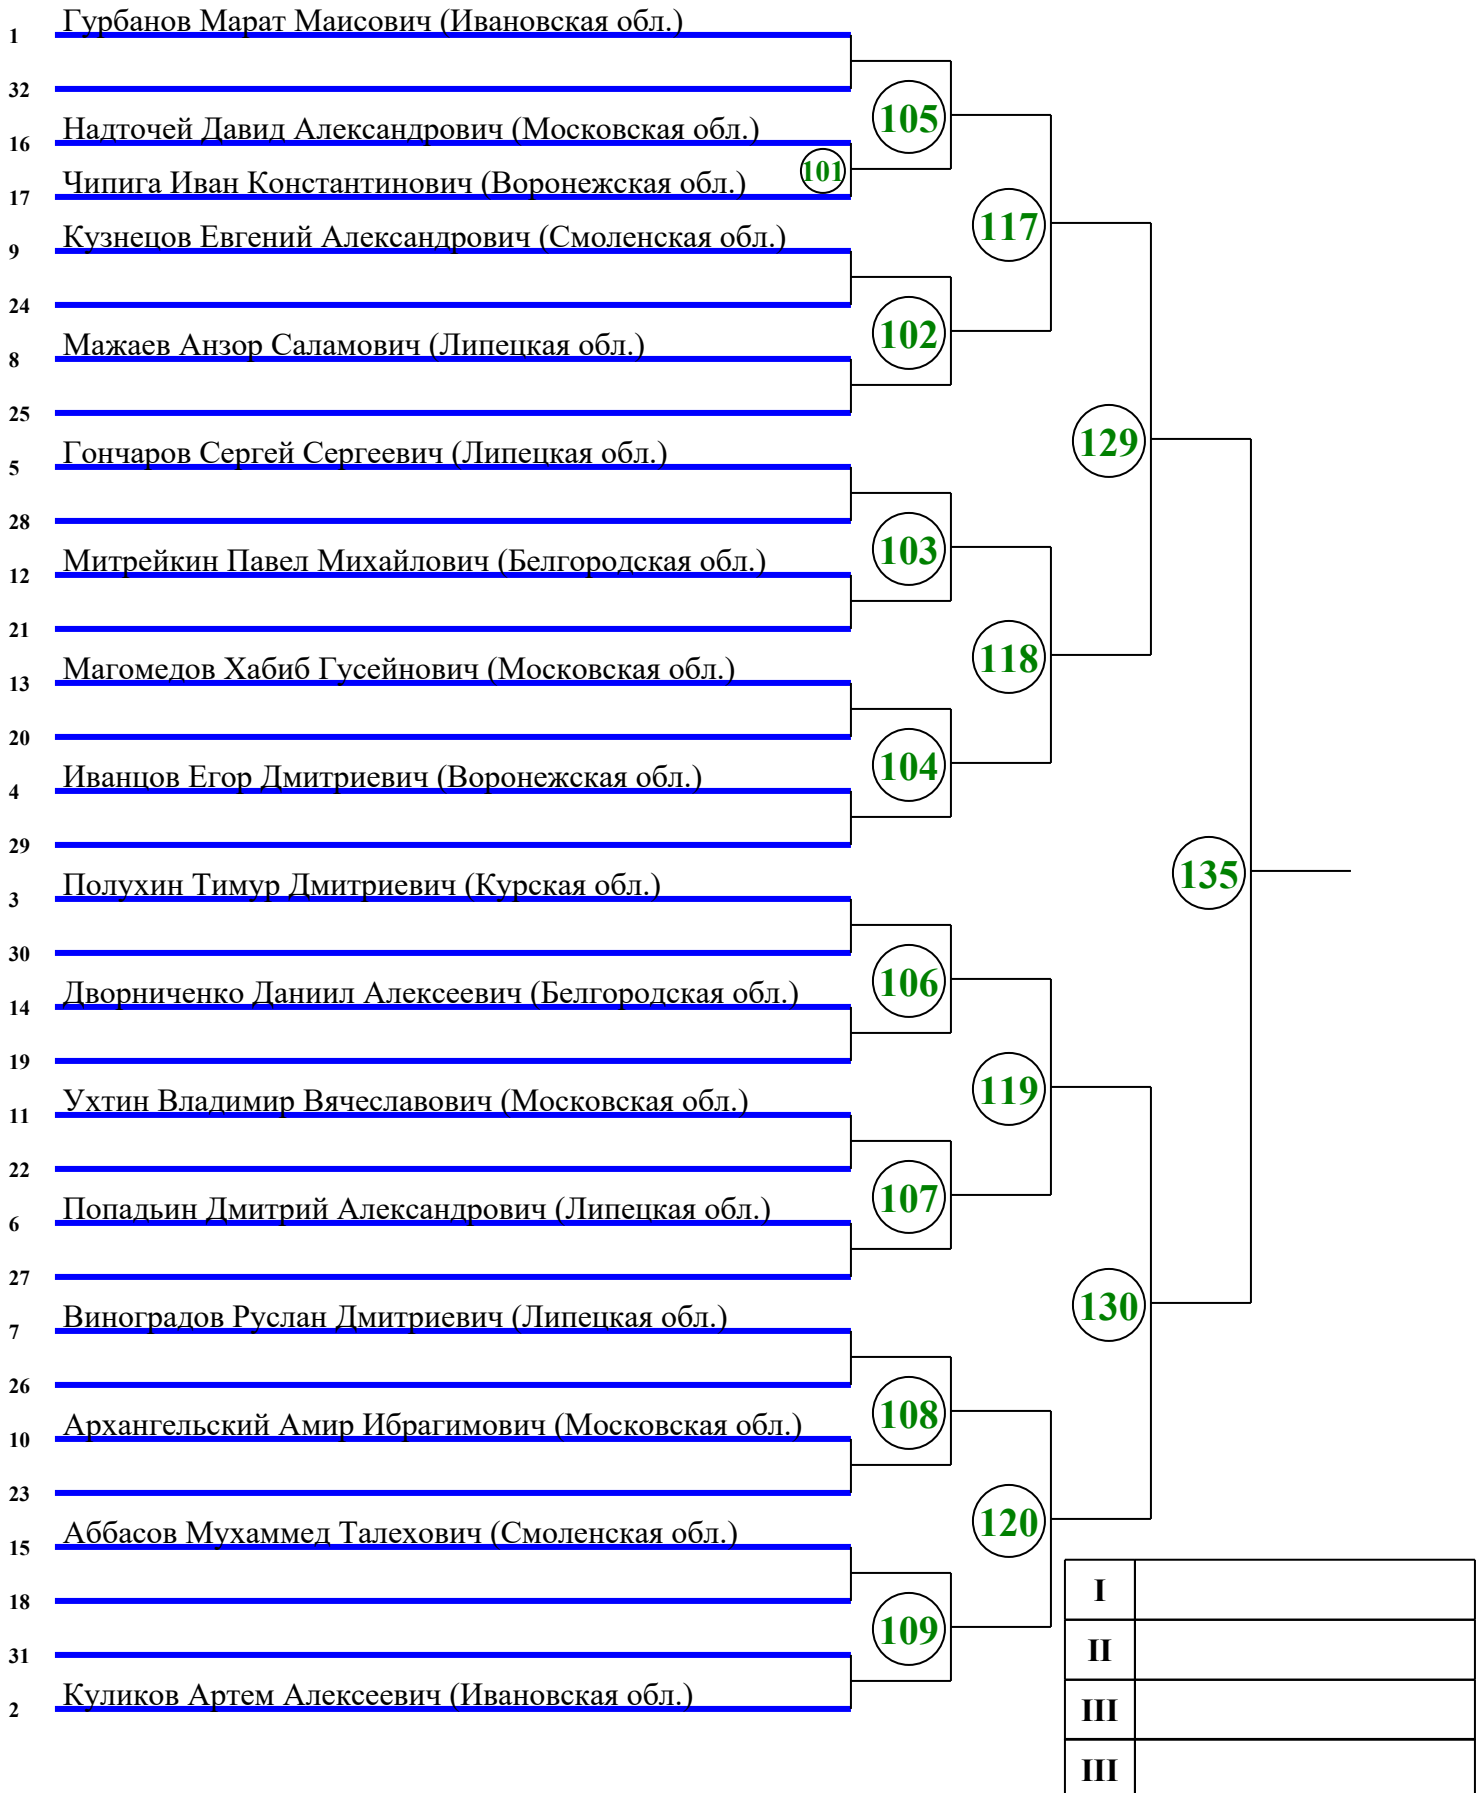 1 Гурбанов Марат Маисович (Ивановская обл.)
32
105
16 Надточей Давид Александрович (Московская обл.)
101
17 Чипига Иван Константинович (Воронежская обл.)
117
9 Кузнецов Евгений Александрович (Смоленская обл.)
24
102
8 Мажаев Анзор Саламович (Липецкая обл.)
25
129
5 Гончаров Сергей Сергеевич (Липецкая обл.)
28
103
12 Митрейкин Павел Михайлович (Белгородская обл.)
21
118
13 Магомедов Хабиб Гусейнович (Московская обл.)
20
104
4 Иванцов Егор Дмитриевич (Воронежская обл.)
29
135
3 Полухин Тимур Дмитриевич (Курская обл.)
30
106
14 Дворниченко Даниил Алексеевич (Белгородская обл.)
19
119
11 Ухтин Владимир Вячеславович (Московская обл.)
22
107
6 Попадьин Дмитрий Александрович (Липецкая обл.)
27
130
7 Виноградов Руслан Дмитриевич (Липецкая обл.)
26
108
10 Архангельский Амир Ибрагимович (Московская обл.)
23
120
15 Аббасов Мухаммед Талехович (Смоленская обл.)
18
109
31
2 Куликов Артем Алексеевич (Ивановская обл.)
I
II
III
III